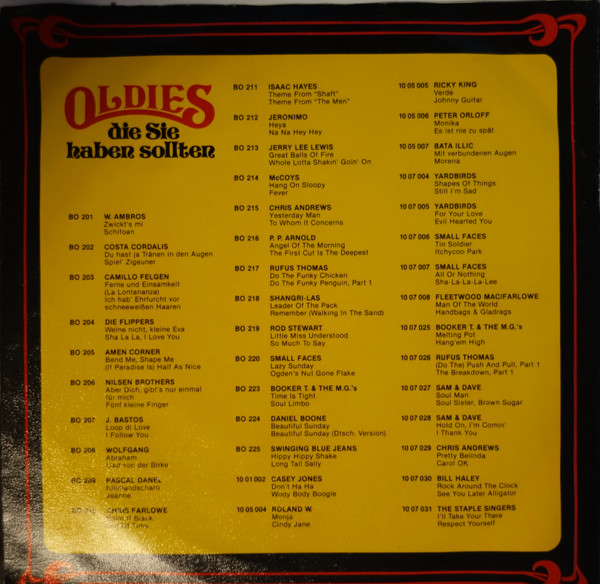 OLDIES
die Sie
haben sollten
BO 201 W. AMBROS
Zwickt's mi
Schifoan
BO 202 COSTA CORDALIS
Du hast ja Tränen in den Augen
Spiel' Zigeuner
BO 203 CAMILLO FELGEN
Ferne und Einsamkeit
(La Lontananza)
Ich hab' Ehrfurcht vor
schneeweißen Haaren
BO 204 DIE FLIPPERS
Weine nicht, kleine Eva
Sha La La, I Love You
BO 205 AMEN CORNER
Bend Me, Shape Me
(If Paradise Is) Half As Nice
BO 206 NILSEN BROTHERS
Aber Dich, gibt's nur einmal
für mich
Fünf kleine Finger
BO 207 J. BASTOS
Loop di Love
I Follow You
BO 208 WOLFGANG
Abraham
Und von der Birke
BO 209 PASCAL DANEL
Kilimandscharo
Jeanne
CHRIS FARLOWE
Paint It Black
Out Of Time
BO 211 ISAAC HAYES
Theme From "Shaft"
Theme From "The Men"
BO 212 JERONIMO
Heya
Na Na Hey Hey
BO 213 JERRY LEE LEWIS
Great Balls Of Fire
Whole Lotta Shakin' Goin' On
BO 214 McCOYS
Hang On Sloopy
Fever
BO 215 CHRIS ANDREWS
Yesterday Man
To Whom It Concerns
BO 216 P. P. ARNOLD
Angel Of The Morning
The First Cut Is The Deepest
BO 217 RUFUS THOMAS
Do The Funky Chicken
Do The Funky Penguin, Part 1
BO 218 SHANGRI-LAS
Leader Of The Pack
Remember (Walking In The Sand)
BO 219 ROD STEWART
Little Miss Understood
So Much To Say
BO 220 SMALL FACES
Lazy Sunday
Ogden's Nut Gone Flake
BO 223 BOOKER T. & THE M.G.'s
Time Is Tight
Soul Limbo
BO 224 DANIEL BOONE
Beautiful Sunday
Beautiful Sunday (Dtsch. Version)
BO 225 SWINGING BLUE JEANS
Hippy Hippy Shake
Long Tall Sally
10 01 002 CASEY JONES
Don't Ha Ha
Wody Body Boogie
10 05 004 ROLAND W.
Monja
Cindy Jane
10 05 005 RICKY KING
Verde
Johnny Guitar
10 05 006 PETER ORLOFF
Monika
Es ist nie zu spät
10 05 007 BATA ILLIC
Mit verbundenen Augen
Morena
10 07 004 YARDBIRDS
Shapes Of Things
Still I'm Sad
10 07 005 YARDBIRDS
For Your Love
Evil Hearted You
10 07 006 SMALL FACES
Tin Soldier
Itchycoo Park
10 07 007 SMALL FACES
All Or Nothing
Sha-La-La-La-Lee
10 07 008 FLEETWOOD MAC/FARLOWE
Man Of The World
Handbags & Gladrags
10 07 025 BOOKER T. & THE M.G.'s
Melting Pot
Hang'em High
10 07 026 RUFUS THOMAS
(Do The) Push And Pull, Part 1
The Breakdown, Part 1
10 07 027 SAM & DAVE
Soul Man
Soul Sister, Brown Sugar
10 07 028 SAM & DAVE
Hold On, I'm Comin'
I Thank You
10 07 029 CHRIS ANDREWS
Pretty Belinda
Carol OK
10 07 030 BILL HALEY
Rock Around The Clock
See You Later Alligator
10 07 031 THE STAPLE SINGERS
I'll Take Your There
Respect Yourself